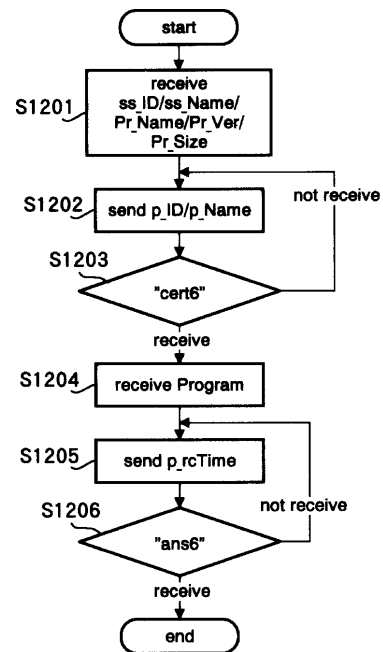 start
receive
ss_ID/ss_Name/
Pr_Name/Pr_Ver/
Pr_Size
S1201
S1202
send p_ID/p_Name
not receive
S1203
"cert6"
receive
S1204
receive Program
S1205
send p_rcTime
S1206
not receive
"ans6"
receive
end